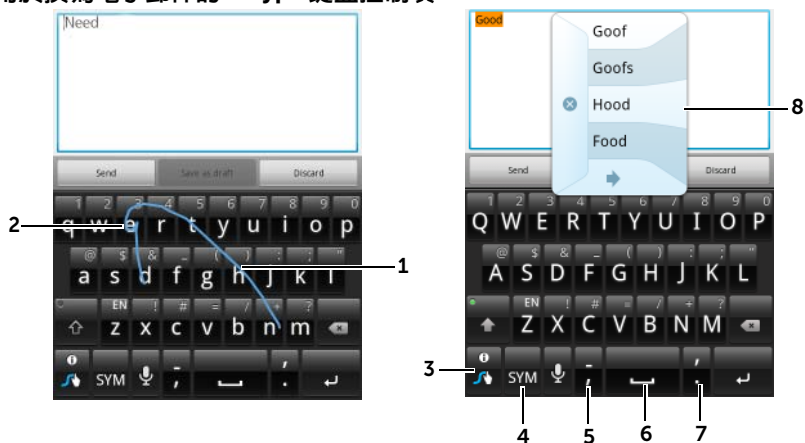 Need
Send Save as draft Discard
1 2 3 4 5 6 7 8 9 0
q w e r t y u i o p
@ $ & _ ( ) : ; "
a s d f g h j k l
EN ! # = / + ?
z x c v b n m
SYM - , ' .
2
1
Good
Goof
Goofs
Hood
Food
8
Send Discard
1 2 3 4 5 6 7 8 9 0
Q W E R T Y U I O P
@ $ & _ ( ) : ; "
A S D F G H J K L
EN ! # = / + ?
Z X C V B N M
3
SYM - , ' .
4 5 6 7